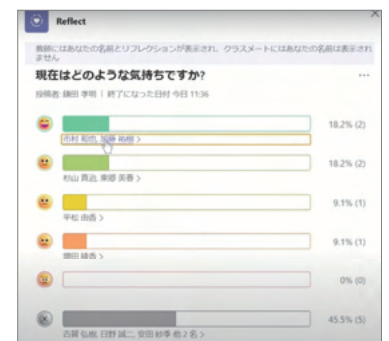 Reflect
教師にはあなたの名前とリフレクションが表示され、クラスメートにはあなたの名前は表示され
ません
現在はどのような気持ちですか?
投稿者: 鎌田 孝明 | 終了になった日付 今日 11:36
18.2% (2)
市村 和也, 加藤 祐樹 >
18.2% (2)
杉山 真治, 東郷 美香 >
9.1% (1)
平松 由香 >
9.1% (1)
増田 綾香 >
0% (0)
45.5% (5)
古賀 弘樹, 日野 誠二, 安田 紗季 他 2 名 >